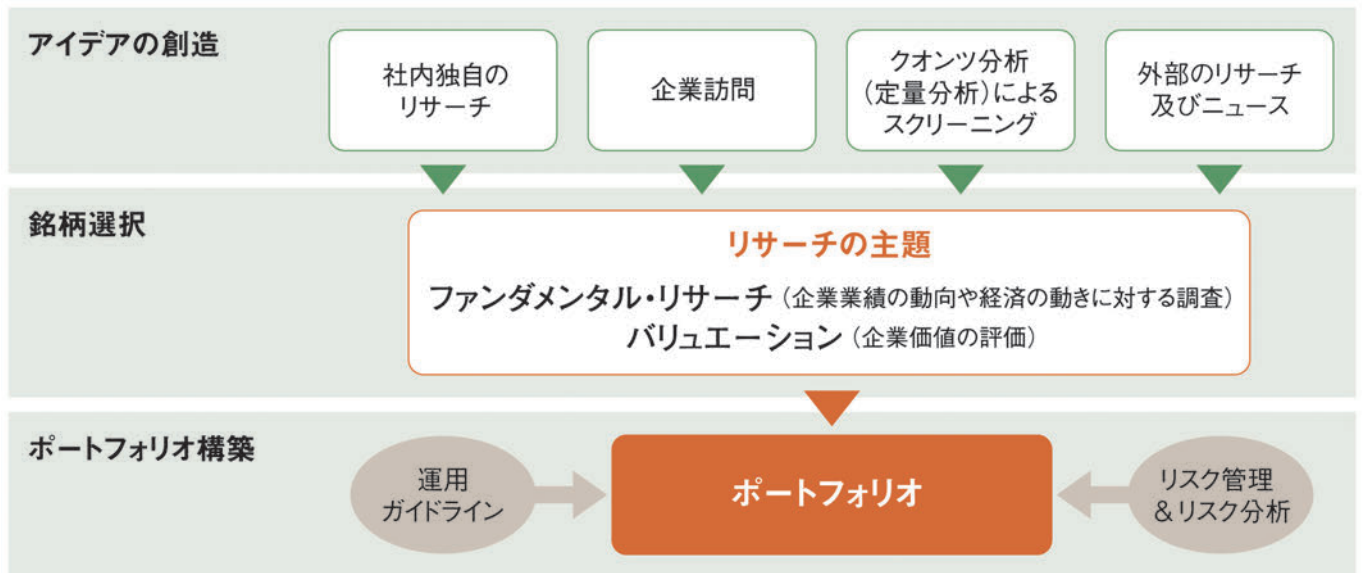 アイデアの創造
社内独自の
リサーチ
企業訪問
クオンツ分析
(定量分析)による
スクリーニング
外部のリサーチ
及びニュース
銘柄選択
リサーチの主題
ファンダメンタル・リサーチ(企業業績の動向や経済の動きに対する調査)
バリュエーション(企業価値の評価)
ポートフォリオ構築
運用
ガイドライン
ポートフォリオ
リスク管理
&リスク分析